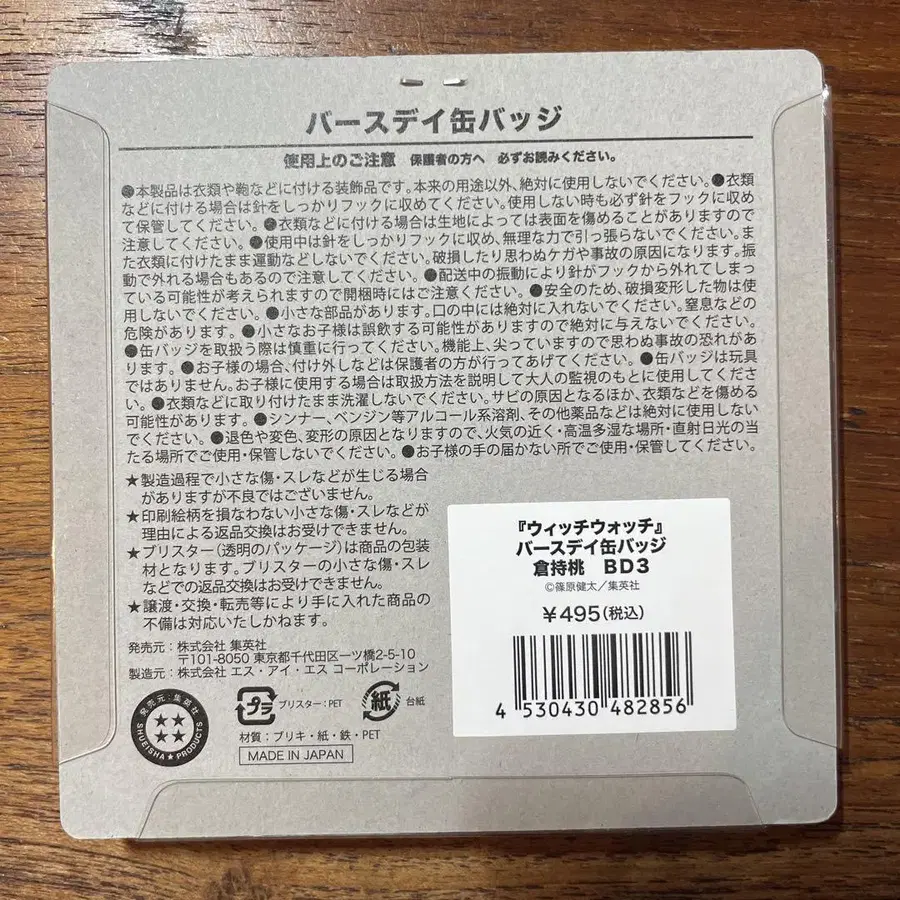 バースデイ缶バッジ
使用上のご注意 保護者の方へ 必ずお読みください。
●本製品は衣類や鞄などに付ける装飾品です。本来の用途以外、絶対に使用しないでください。●衣類
などに付ける場合は針をしっかりフックに収めてください。使用しない時も必ず針をフックに収め
て保管してください。●衣類などに付ける場合は生地によっては表面を傷めることがありますので
注意してください。●使用中は針をしっかりフックに収め、無理な力で引っ張らないでください。ま
た衣類に付けたまま運動などしないでください。破損したり思わぬケガや事故の原因になります。振
動で外れる場合もあるので注意してください。●配送中の振動により針がフックから外れてしまっ
ている可能性が考えられますので開梱時にはご注意ください。●安全のため、破損変形した物は使
用しないでください。●小さな部品があります。口の中には絶対に入れないでください。窒息などの
危険があります。●小さなお子様は誤飲する可能性がありますので絶対に与えないでください。
●缶バッジを取扱う際は慎重に行ってください。機能上、尖っていますので思わぬ事故の恐れがあ
ります。●お子様の場合、付け外しなどは保護者の方が行ってあげてください。●缶バッジは玩具
ではありません。お子様に使用する場合は取扱方法を説明して大人の監視のもとに使用してくださ
い。●衣類などに取り付けたまま洗濯しないでください。サビの原因となるほか、衣類などを傷める
可能性があります。●シンナー、ベンジン等アルコール系溶剤、その他薬品などは絶対に使用しない
でください。●退色や変色、変形の原因となりますので、火気の近く・高温多湿な場所・直射日光の当
たる場所でご使用・保管しないでください。●お子様の手の届かない所でご使用・保管してください。
★製造過程で小さな傷・スレなどが生じる場合
がありますが不良ではございません。
★印刷絵柄を損なわない小さな傷・スレなどが
理由による返品交換はお受けできません。
★ブリスター(透明のパッケージ)は商品の包装
材となります。ブリスターの小さな傷・スレ
などでの返品交換はお受けできません。
★譲渡・交換・転売等により手に入れた商品の
不備は対応いたしかねます。
発売元:株式会社 集英社
〒101-8050 東京都千代田区一ツ橋2-5-10
製造元:株式会社 エス・アイ・エス コーポレーション
発売元:集英社
SHUEISHA★PRODUCTS
プラ ブリスター:PET
紙 台紙
材質:ブリキ・紙・鉄・PET
MADE IN JAPAN
『ウィッチウォッチ』
バースデイ缶バッジ
倉持桃 BD3
©篠原健太/集英社
¥495(税込)
4 530430 482856